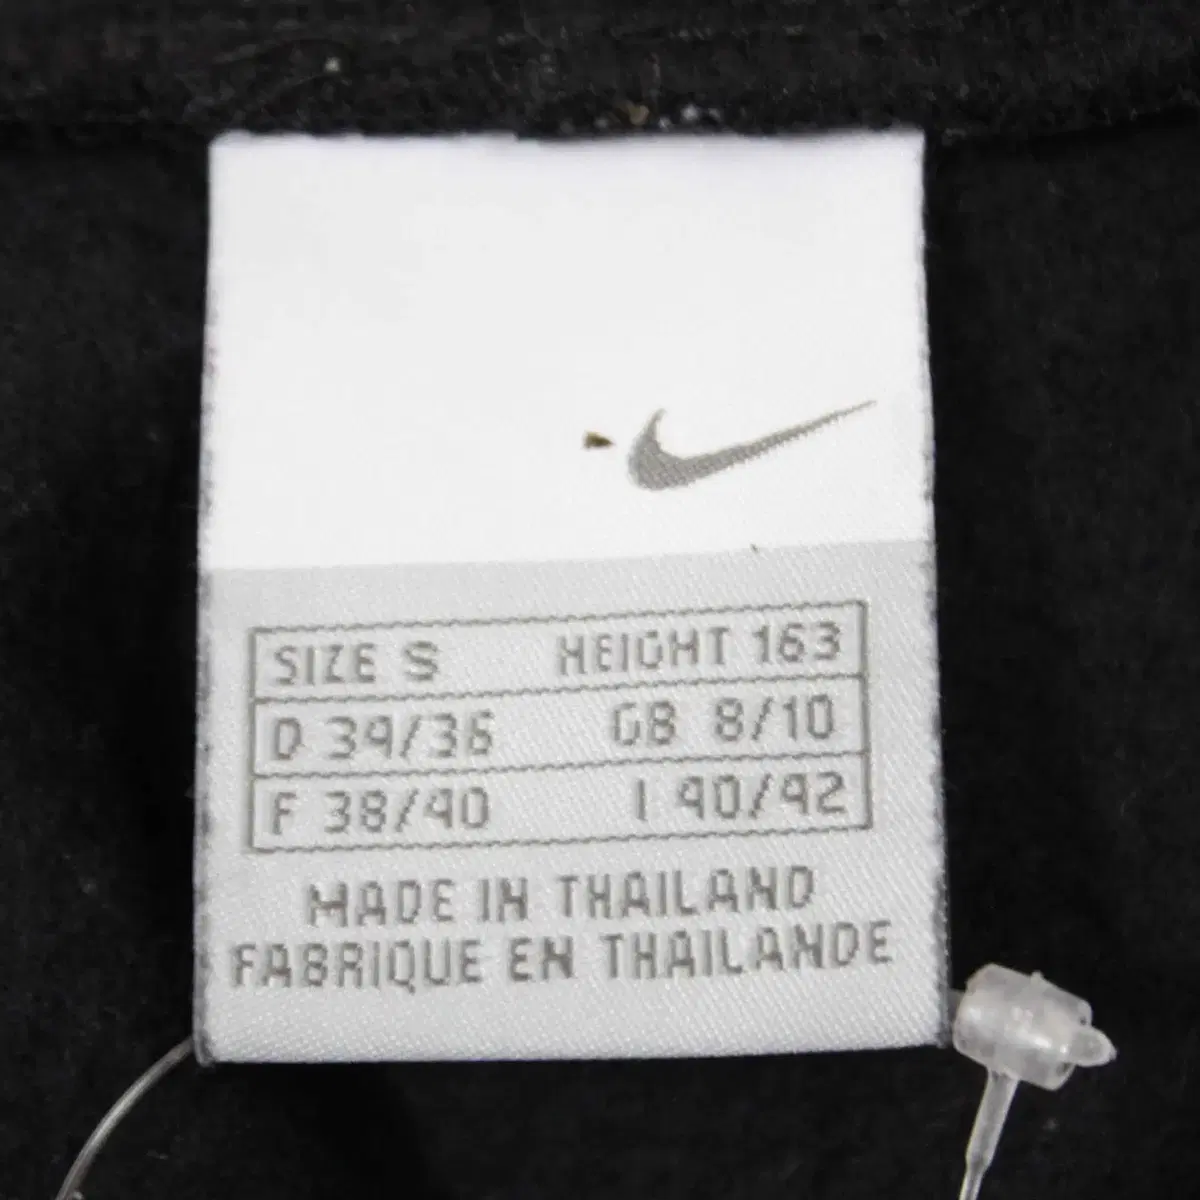 SIZE S HEIGHT 163
D 34/36 GB 8/10
F 38/40 I 40/42
MADE IN THAILAND
FABRIQUE EN THAILANDE